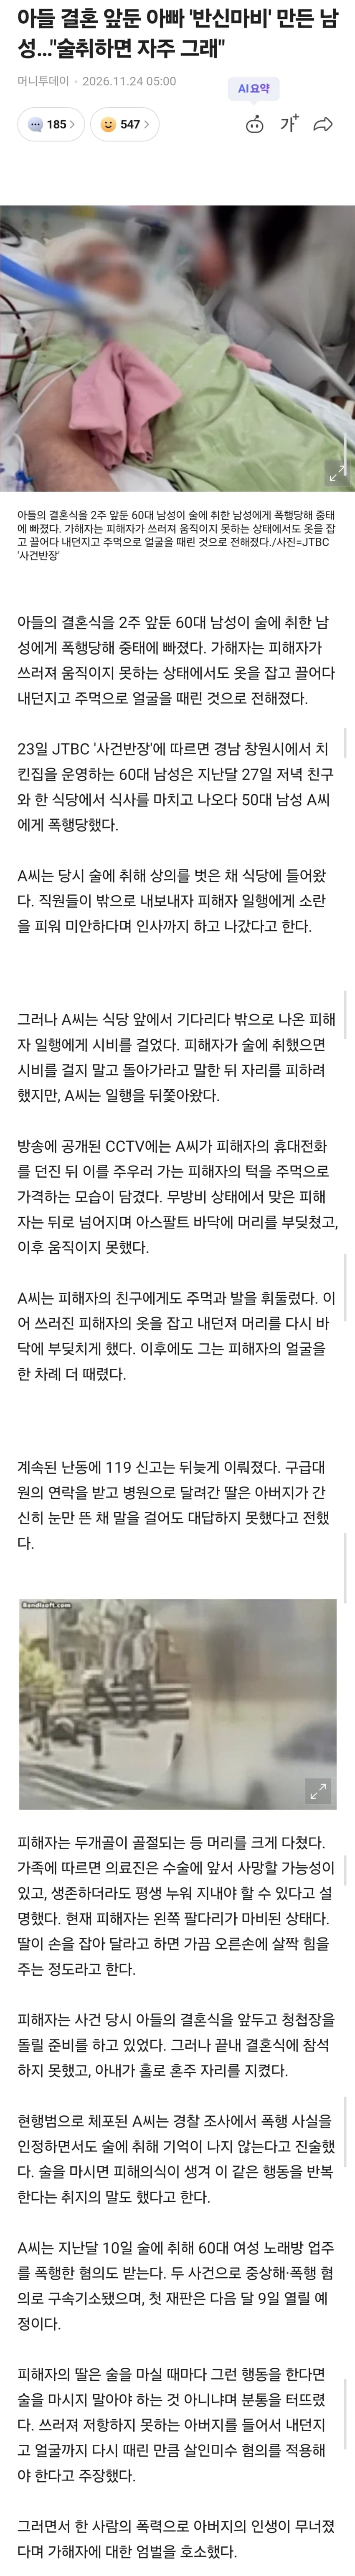 아들 결혼 앞둔 아빠 '반신마비' 만든 남
성…"술취하면 자주 그래"
머니투데이 · 2026.11.24 05:00
AI요약
185
547
가+
아들의 결혼식을 2주 앞둔 60대 남성이 술에 취한 남성에게 폭행당해 중태
에 빠졌다. 가해자는 피해자가 쓰러져 움직이지 못하는 상태에서도 옷을 잡
고 끌어다 내던지고 주먹으로 얼굴을 때린 것으로 전해졌다./사진=JTBC
'사건반장'
아들의 결혼식을 2주 앞둔 60대 남성이 술에 취한 남
성에게 폭행당해 중태에 빠졌다. 가해자는 피해자가
쓰러져 움직이지 못하는 상태에서도 옷을 잡고 끌어다
내던지고 주먹으로 얼굴을 때린 것으로 전해졌다.
23일 JTBC '사건반장'에 따르면 경남 창원시에서 치
킨집을 운영하는 60대 남성은 지난달 27일 저녁 친구
와 한 식당에서 식사를 마치고 나오다 50대 남성 A씨
에게 폭행당했다.
A씨는 당시 술에 취해 상의를 벗은 채 식당에 들어왔
다. 직원들이 밖으로 내보내자 피해자 일행에게 소란
을 피워 미안하다며 인사까지 하고 나갔다고 한다.
그러나 A씨는 식당 앞에서 기다리다 밖으로 나온 피해
자 일행에게 시비를 걸었다. 피해자가 술에 취했으면
시비를 걸지 말고 돌아가라고 말한 뒤 자리를 피하려
했지만, A씨는 일행을 뒤쫓아왔다.
방송에 공개된 CCTV에는 A씨가 피해자의 휴대전화
를 던진 뒤 이를 주우러 가는 피해자의 턱을 주먹으로
가격하는 모습이 담겼다. 무방비 상태에서 맞은 피해
자는 뒤로 넘어지며 아스팔트 바닥에 머리를 부딪쳤고,
이후 움직이지 못했다.
A씨는 피해자의 친구에게도 주먹과 발을 휘둘렀다. 이
어 쓰러진 피해자의 옷을 잡고 내던져 머리를 다시 바
닥에 부딪치게 했다. 이후에도 그는 피해자의 얼굴을
한 차례 더 때렸다.
계속된 난동에 119 신고는 뒤늦게 이뤄졌다. 구급대
원의 연락을 받고 병원으로 달려간 딸은 아버지가 간
신히 눈만 뜬 채 말을 걸어도 대답하지 못했다고 전했
다.
Bandisoft.com
피해자는 두개골이 골절되는 등 머리를 크게 다쳤다.
가족에 따르면 의료진은 수술에 앞서 사망할 가능성이
있고, 생존하더라도 평생 누워 지내야 할 수 있다고 설
명했다. 현재 피해자는 왼쪽 팔다리가 마비된 상태다.
딸이 손을 잡아 달라고 하면 가끔 오른손에 살짝 힘을
주는 정도라고 한다.
피해자는 사건 당시 아들의 결혼식을 앞두고 청첩장을
돌릴 준비를 하고 있었다. 그러나 끝내 결혼식에 참석
하지 못했고, 아내가 홀로 혼주 자리를 지켰다.
현행범으로 체포된 A씨는 경찰 조사에서 폭행 사실을
인정하면서도 술에 취해 기억이 나지 않는다고 진술했
다. 술을 마시면 피해의식이 생겨 이 같은 행동을 반복
한다는 취지의 말도 했다고 한다.
A씨는 지난달 10일 술에 취해 60대 여성 노래방 업주
를 폭행한 혐의도 받는다. 두 사건으로 중상해·폭행 혐
의로 구속기소됐으며, 첫 재판은 다음 달 9일 열릴 예
정이다.
피해자의 딸은 술을 마실 때마다 그런 행동을 한다면
술을 마시지 말아야 하는 것 아니냐며 분통을 터뜨렸
다. 쓰러져 저항하지 못하는 아버지를 들어서 내던지
고 얼굴까지 다시 때린 만큼 살인미수 혐의를 적용해
야 한다고 주장했다.
그러면서 한 사람의 폭력으로 아버지의 인생이 무너졌
다며 가해자에 대한 엄벌을 호소했다.